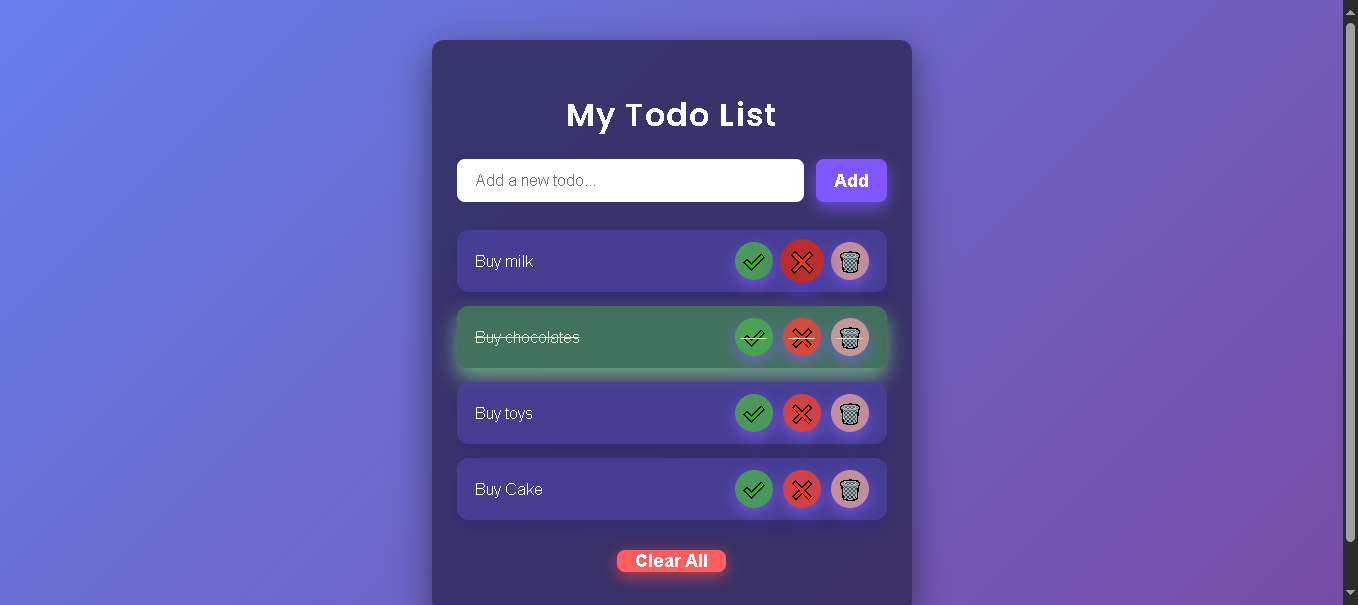 My Todo List
Add a new todo...
Add
Buy milk
Buy chocolates
Buy toys
Buy Cake
Clear All